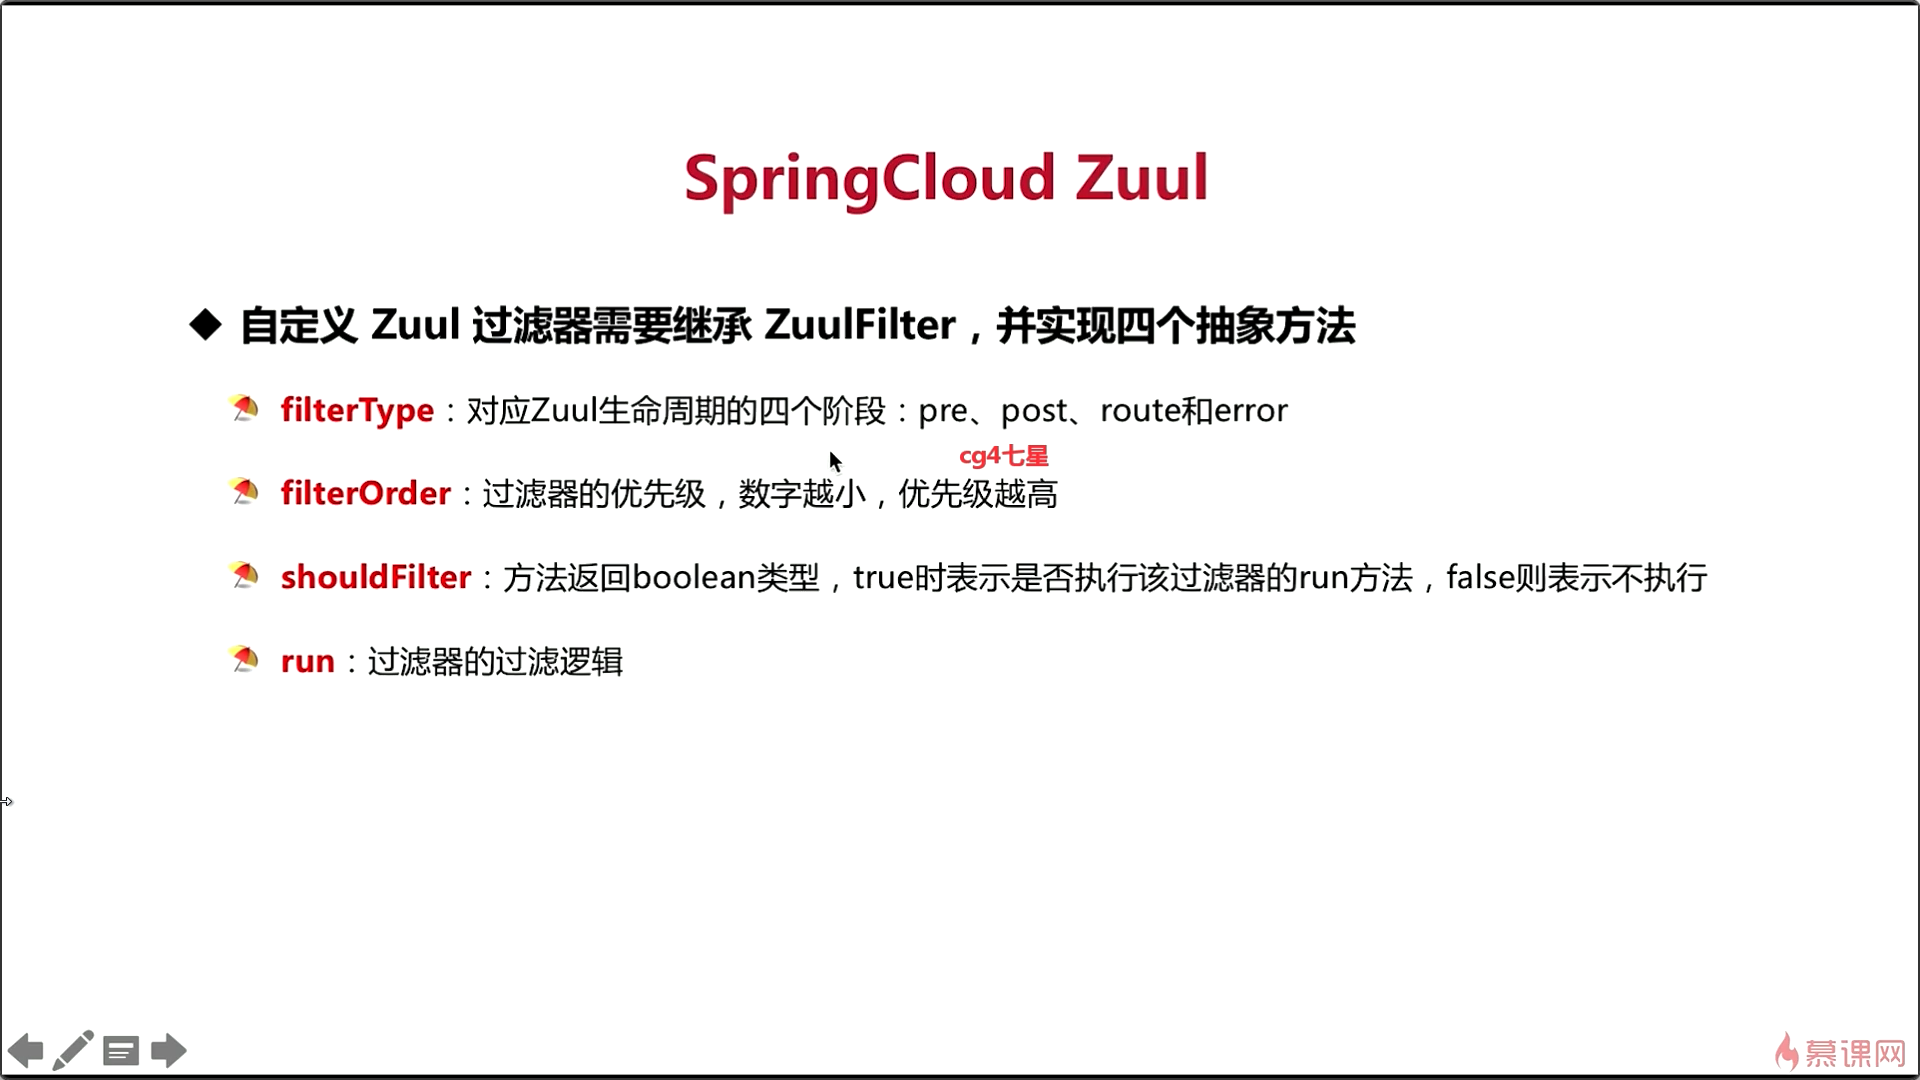 SpringCloud Zuul
自定义 Zuul 过滤器需要继承 ZuulFilter，并实现四个抽象方法
filterType：对应Zuul生命周期的四个阶段：pre、post、route和error
cg4七星
filterOrder：过滤器的优先级，数字越小，优先级越高
shouldFilter：方法返回boolean类型，true时表示是否执行该过滤器的run方法，false则表示不执行
run：过滤器的过滤逻辑
慕课网